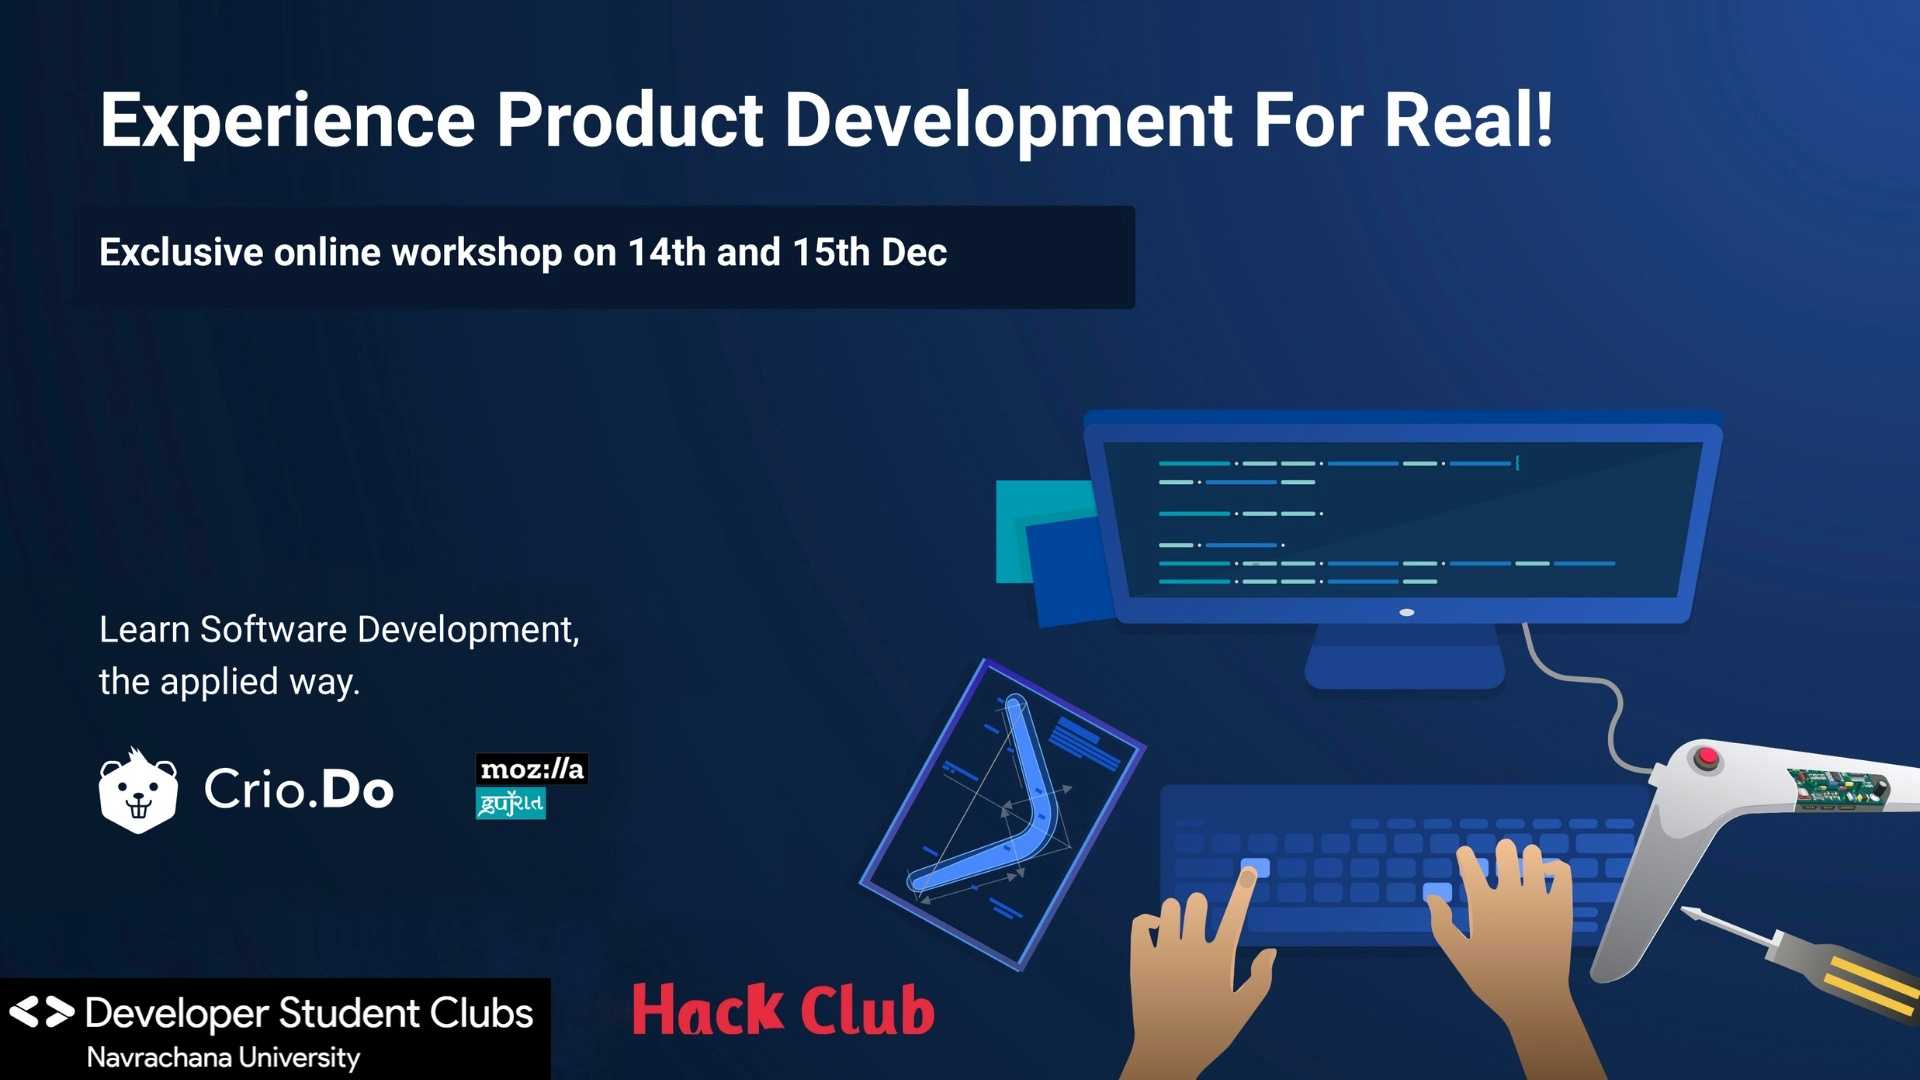 Experience Product Development For Real!
Exclusive online workshop on 14th and 15th Dec
Learn Software Development,
the applied way.
Crio.Do
moz://a
ગુજરાત
Developer Student Clubs
Navrachana University
Hack Club